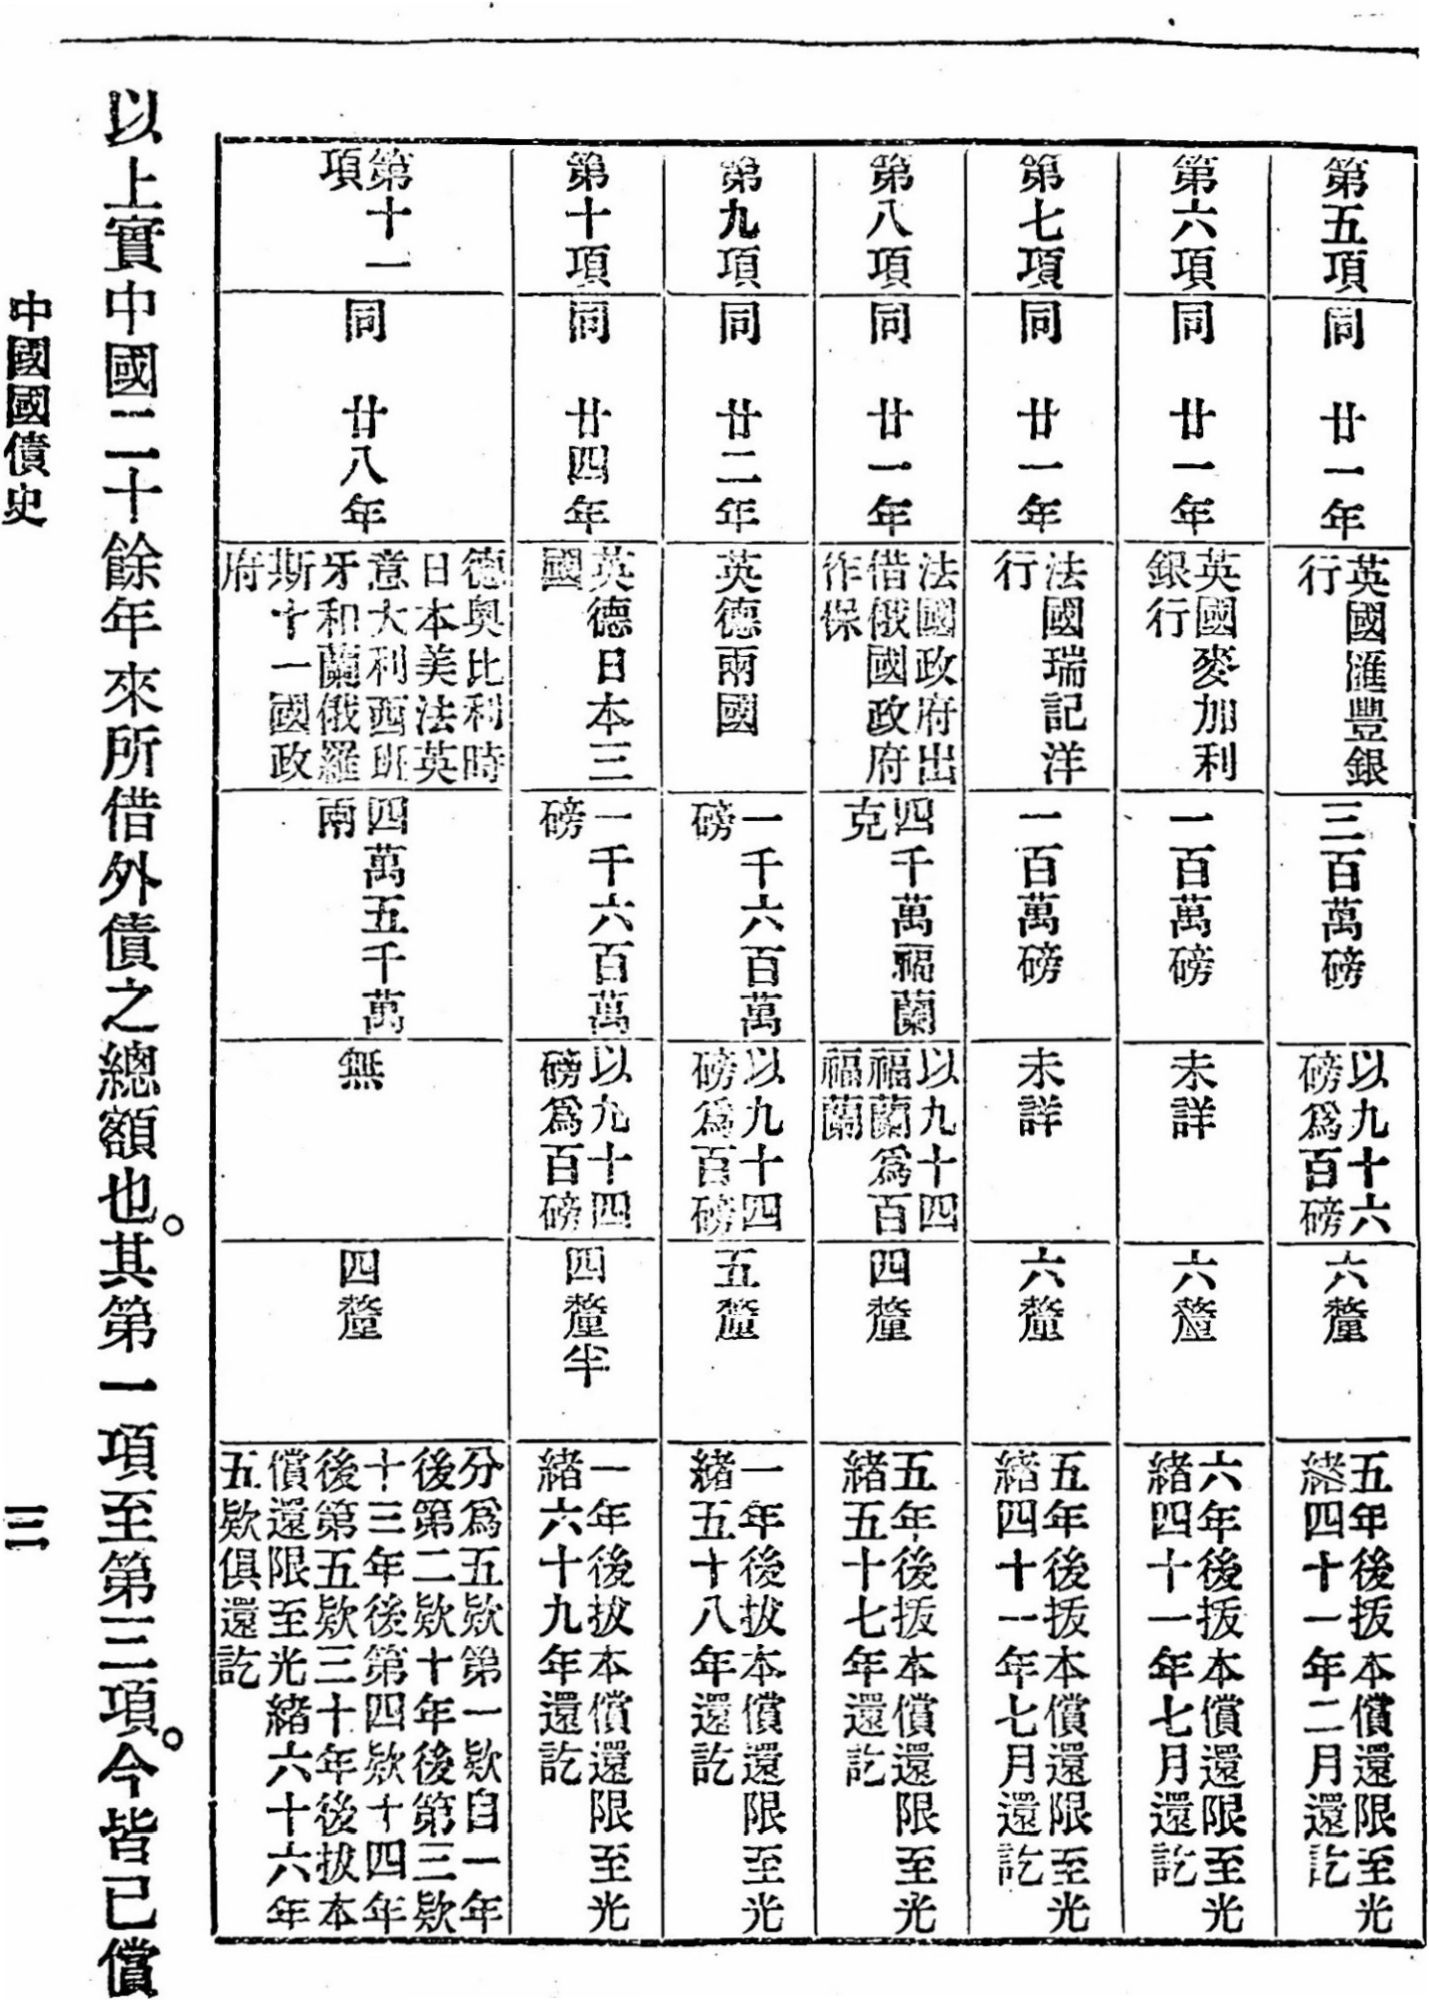 第五項
同　廿一年
英國匯豐銀
行
三百萬磅
以九十六
磅爲百磅
六釐
五年後拔本償還限至光
緒四十一年二月還訖
第六項
同　廿一年
英國麥加利
銀行
一百萬磅
未詳
六釐
六年後拔本償還限至光
緒四十一年七月還訖
第七項
同　廿一年
法國瑞記洋
行
一百萬磅
未詳
六釐
五年後拔本償還限至光
緒四十一年七月還訖
第八項
同　廿一年
法國政府出
借俄國政府
作保
四千萬福蘭
克
以九十四
福蘭爲百
福蘭
四釐
五年後拔本償還限至光
緒五十七年還訖
第九項
同　廿二年
英德兩國
一千六百萬
磅
以九十四
磅爲百磅
五釐
一年後拔本償還限至光
緒五十八年還訖
第十項
同　廿四年
英德日本三
國
一千六百萬
磅
以九十四
磅爲百磅
四釐半
一年後拔本償還限至光
緒六十九年還訖
第十一
項
同　廿八年
德奥比利時
日本美法英
意大利西班
牙和蘭俄羅
斯十一國政
府
四萬五千萬
兩
無
四釐
分爲五欵第一欵自一年
後第二欵十年後第三欵
十三年後第四欵十四年
後第五欵三十年後拔本
償還限至光緒六十六年
五欵俱還訖
以上實中國二十餘年來所借外債之總額也。其第一項至第三項。今皆已償
中國國債史
三